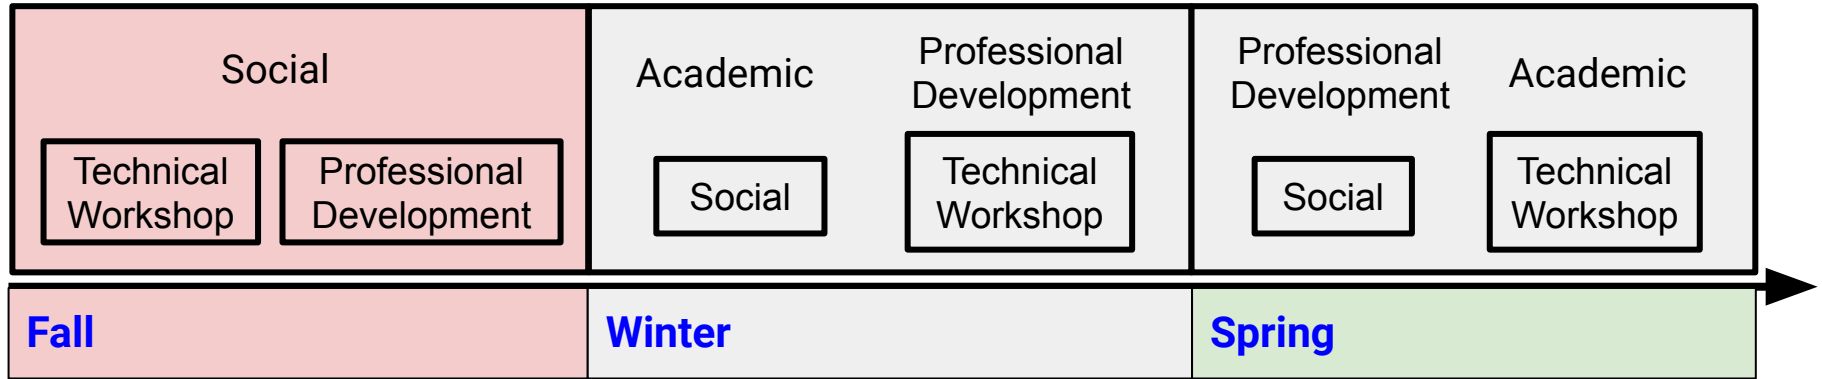 Social
Technical
Workshop
Professional
Development
Academic
Professional
Development
Social
Technical
Workshop
Professional
Development
Academic
Social
Technical
Workshop
Fall
Winter
Spring